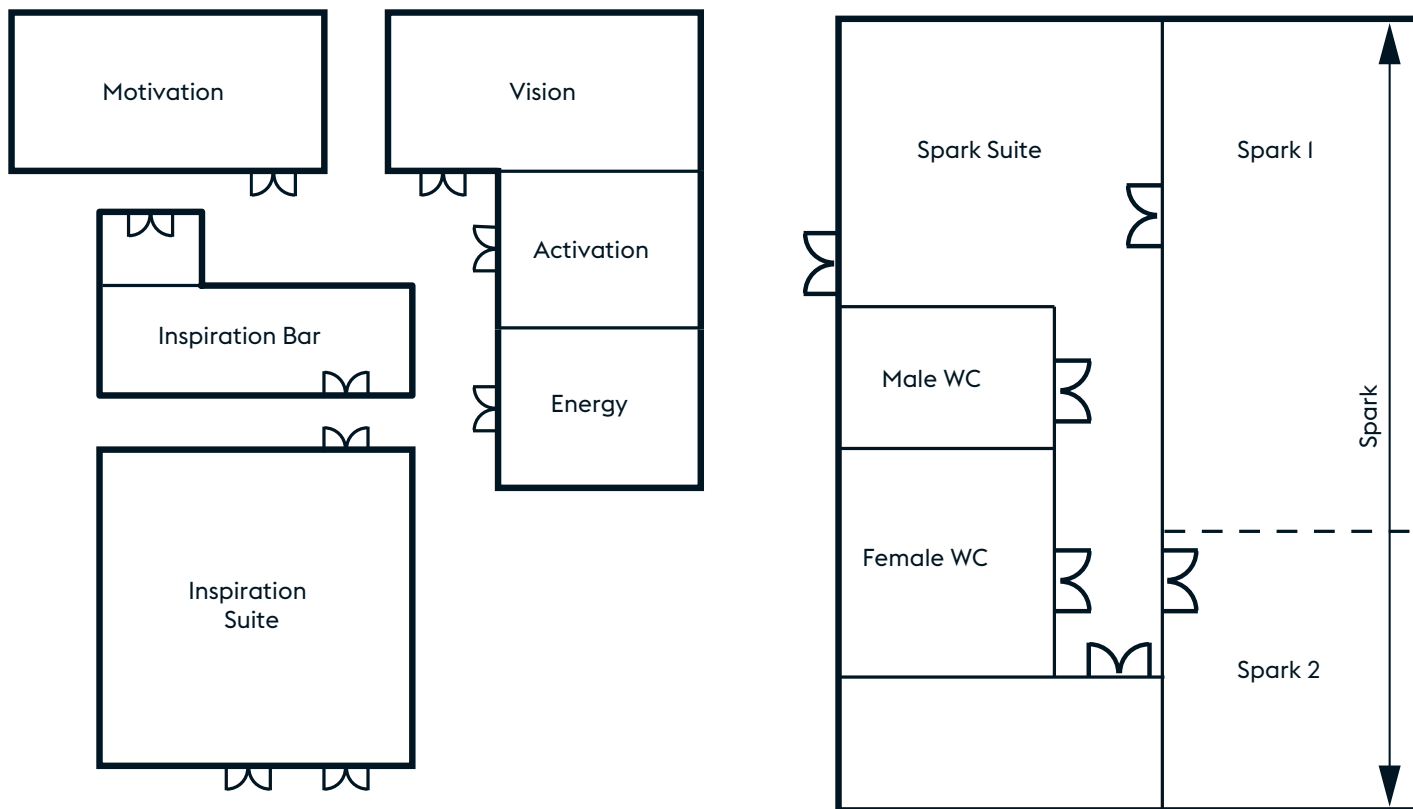 Motivation
Vision
Activation
Inspiration Bar
Energy
Inspiration
Suite
Spark Suite
Spark 1
Male WC
Spark
Female WC
Spark 2